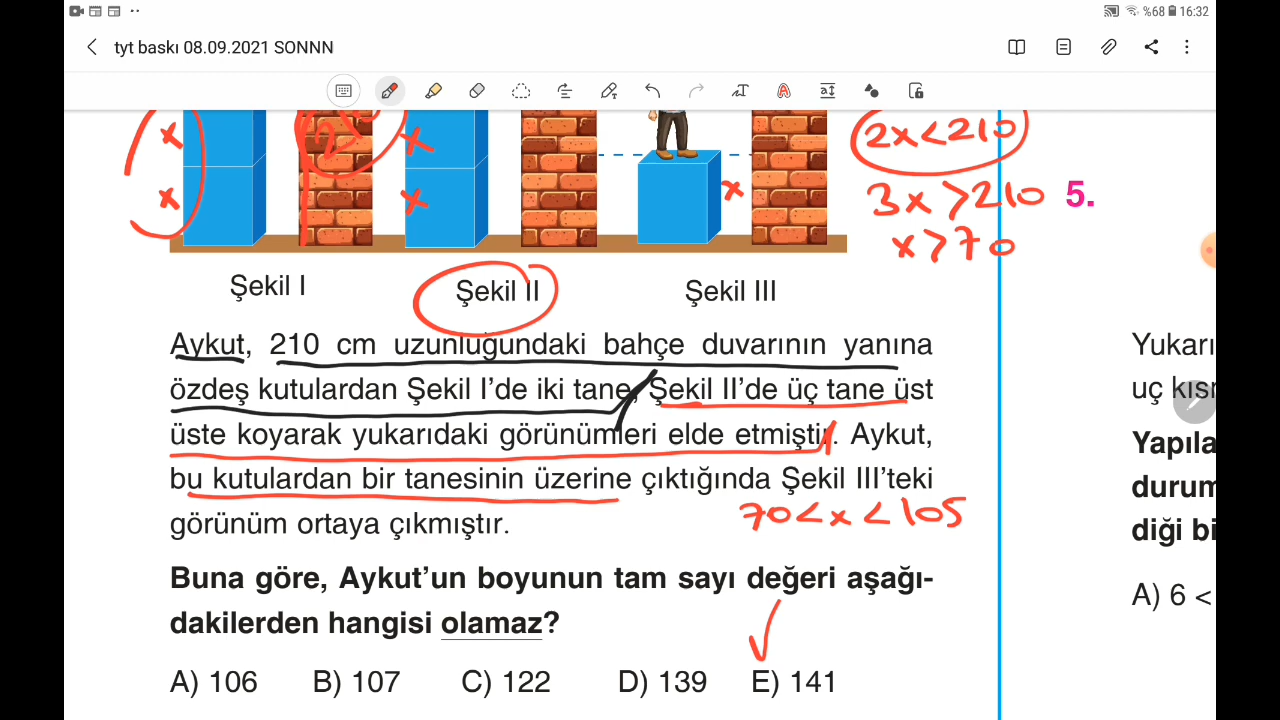 %68 16:32
tyt baskı 08.09.2021 SONNN
x
x
x
x
x
2x<210
3x>210
x>70
5.
Şekil I
Şekil II
Şekil III
Aykut, 210 cm uzunluğundaki bahçe duvarının yanına
özdeş kutulardan Şekil I'de iki tane, Şekil II'de üç tane üst
üste koyarak yukarıdaki görünümleri elde etmiştir. Aykut,
bu kutulardan bir tanesinin üzerine çıktığında Şekil III'teki
görünüm ortaya çıkmıştır.
70<x<105
Buna göre, Aykut'un boyunun tam sayı değeri aşağı-
dakilerden hangisi olamaz?
A) 106 B) 107 C) 122 D) 139 E) 141
Yukarı
uç kısr
Yapıla
durum
diği bi
A) 6 <